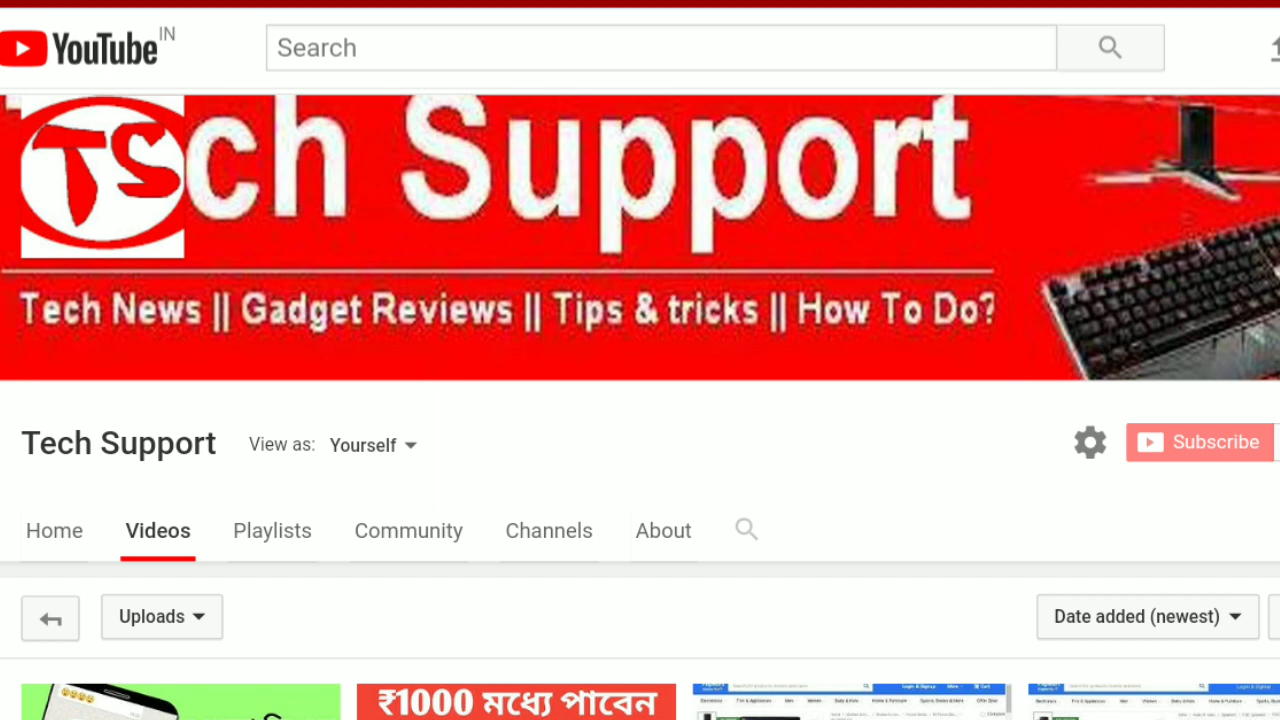 YouTube IN
Search
TS
ch Support
Tech News || Gadget Reviews || Tips & tricks || How To Do?
Tech Support
View as: Yourself
Subscribe
Home Videos Playlists Community Channels About
Uploads
Date added (newest)
₹1000 মধ্যে পাবেন